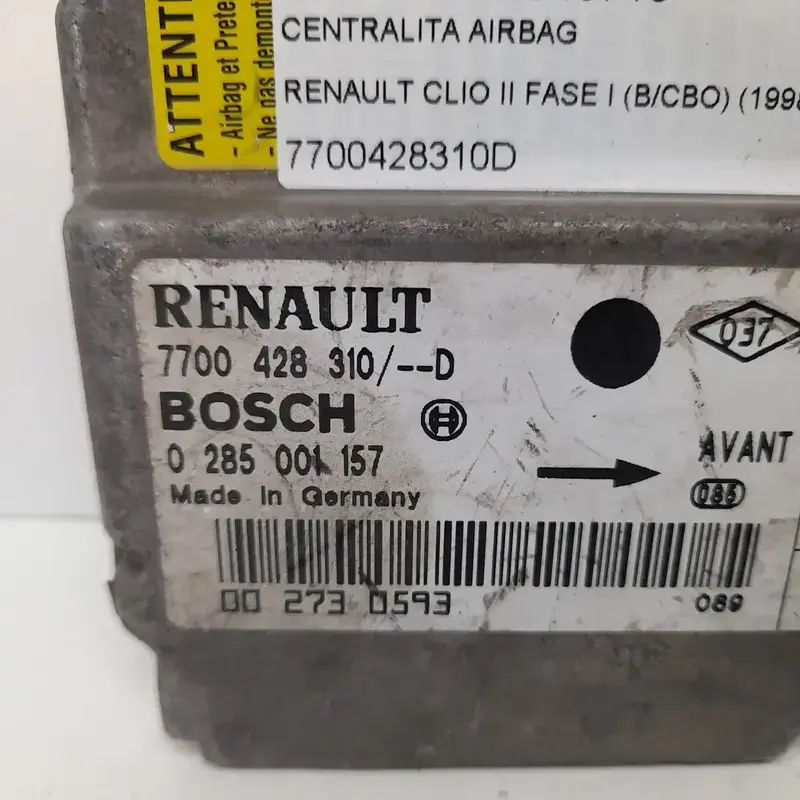 ATTENTI
- Airbag et Prete
- Ne pas demont
CENTRALITA AIRBAG
RENAULT CLIO II FASE I (B/CBO) (1998
7700428310D
RENAULT
7700 428 310/--D
037
BOSCH
0 285 001 157
AVANT
Made in Germany
085
00 273 0593
089